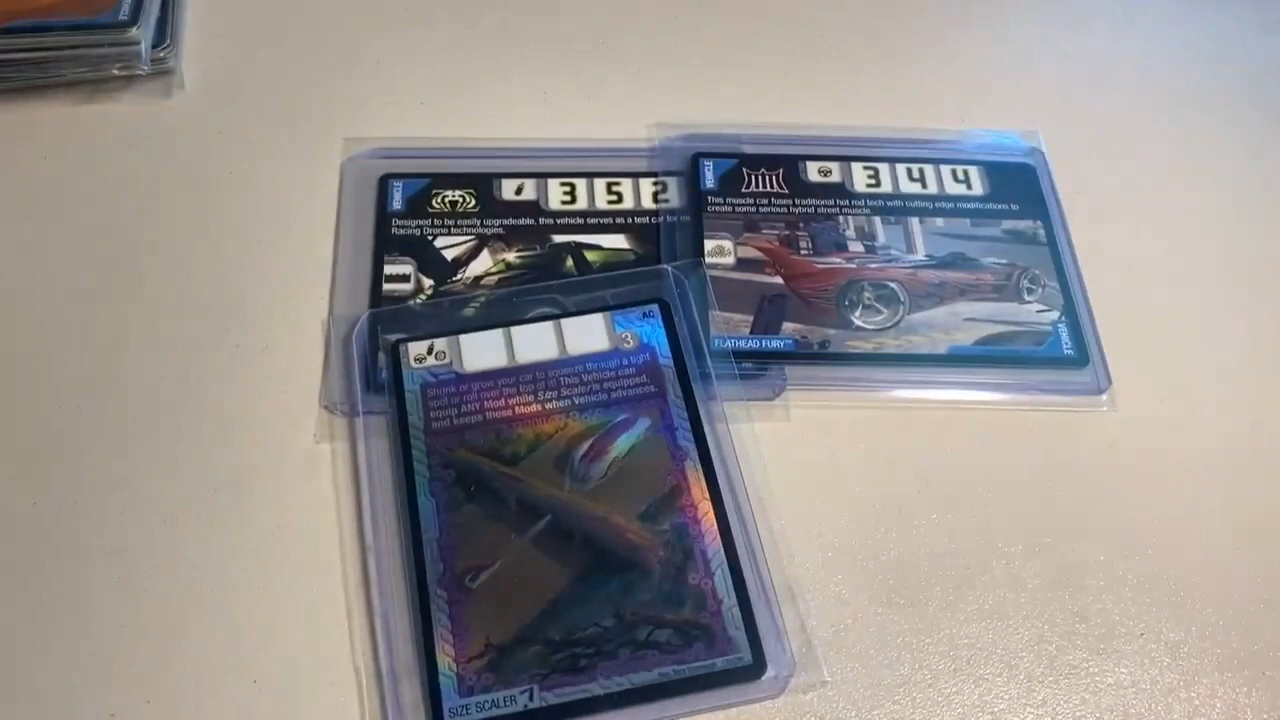 VEHICLE
3 5 2
Designed to be easily upgradeable, this vehicle serves as a test car for
Racing Drone technologies.
VEHICLE
3 4 4
This muscle car fuses traditional hot rod tech with cutting edge modifications to
create some serious hybrid street muscle.
FLATHEAD FURY™
VEHICLE
AC
3
Shrink or grow your car to squeeze through a tight
spot or roll over the top of it! This Vehicle can
equip ANY Mod while Size Scaler is equipped,
and keeps these Mods when Vehicle advances.
SIZE SCALER